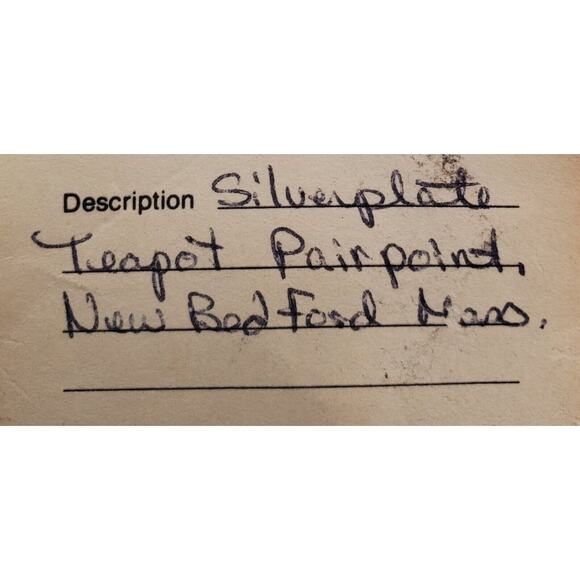 Description Silverplate
Teapot Pairpoint,
New Bedford Mass.